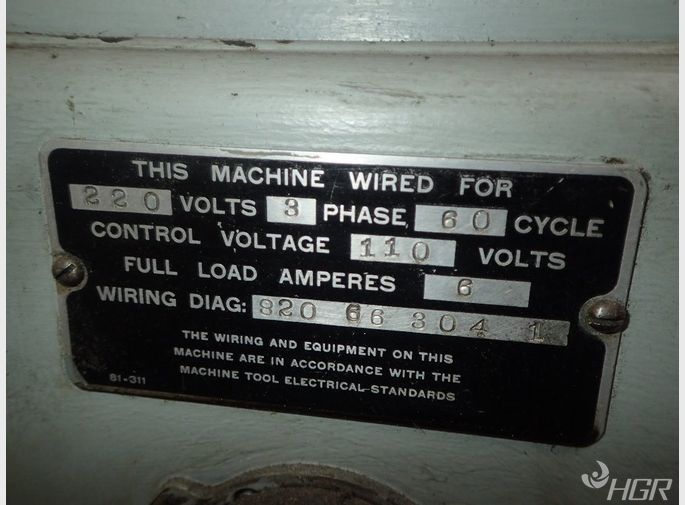 THIS MACHINE WIRED FOR
220 VOLTS 3 PHASE 60 CYCLE
CONTROL VOLTAGE 110 VOLTS
FULL LOAD AMPERES 6
WIRING DIAG: 820 66 304 1
THE WIRING AND EQUIPMENT ON THIS
MACHINE ARE IN ACCORDANCE WITH THE
MACHINE TOOL ELECTRICAL STANDARDS
81-311
HGR